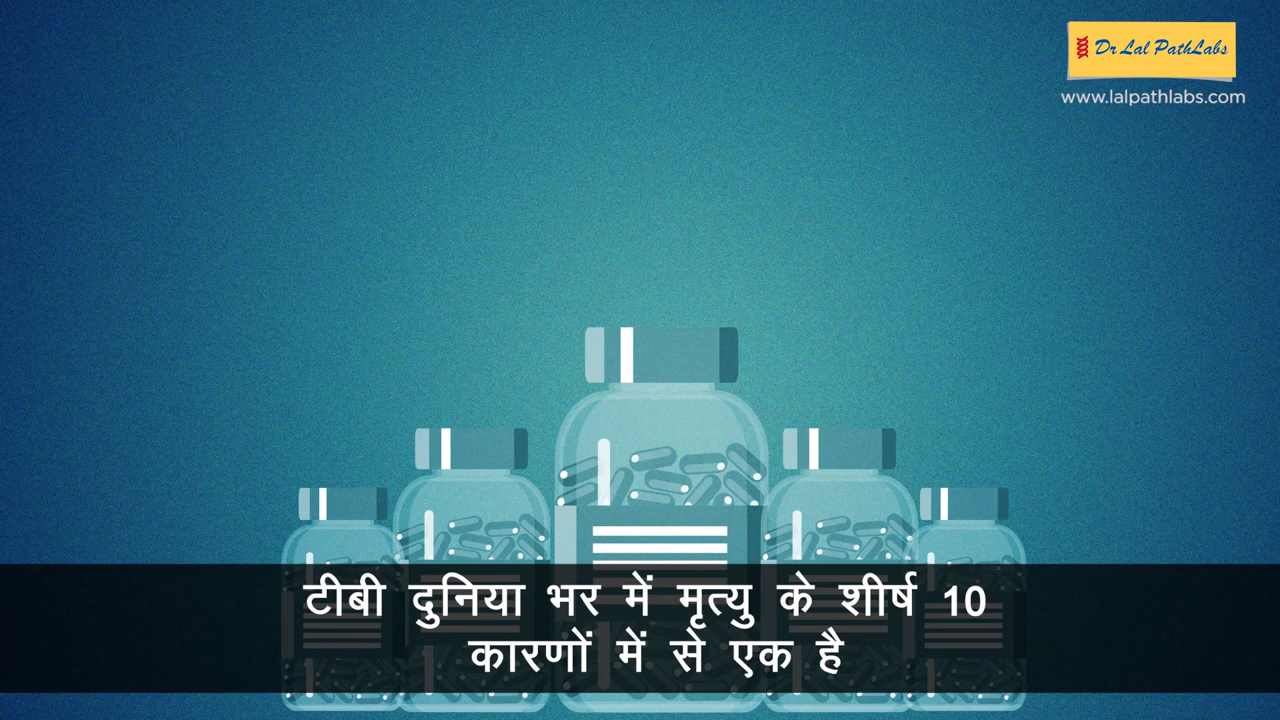 Dr Lal PathLabs
www.lalpathlabs.com
टीबी दुनिया भर में मृत्यु के शीर्ष 10
कारणों में से एक है